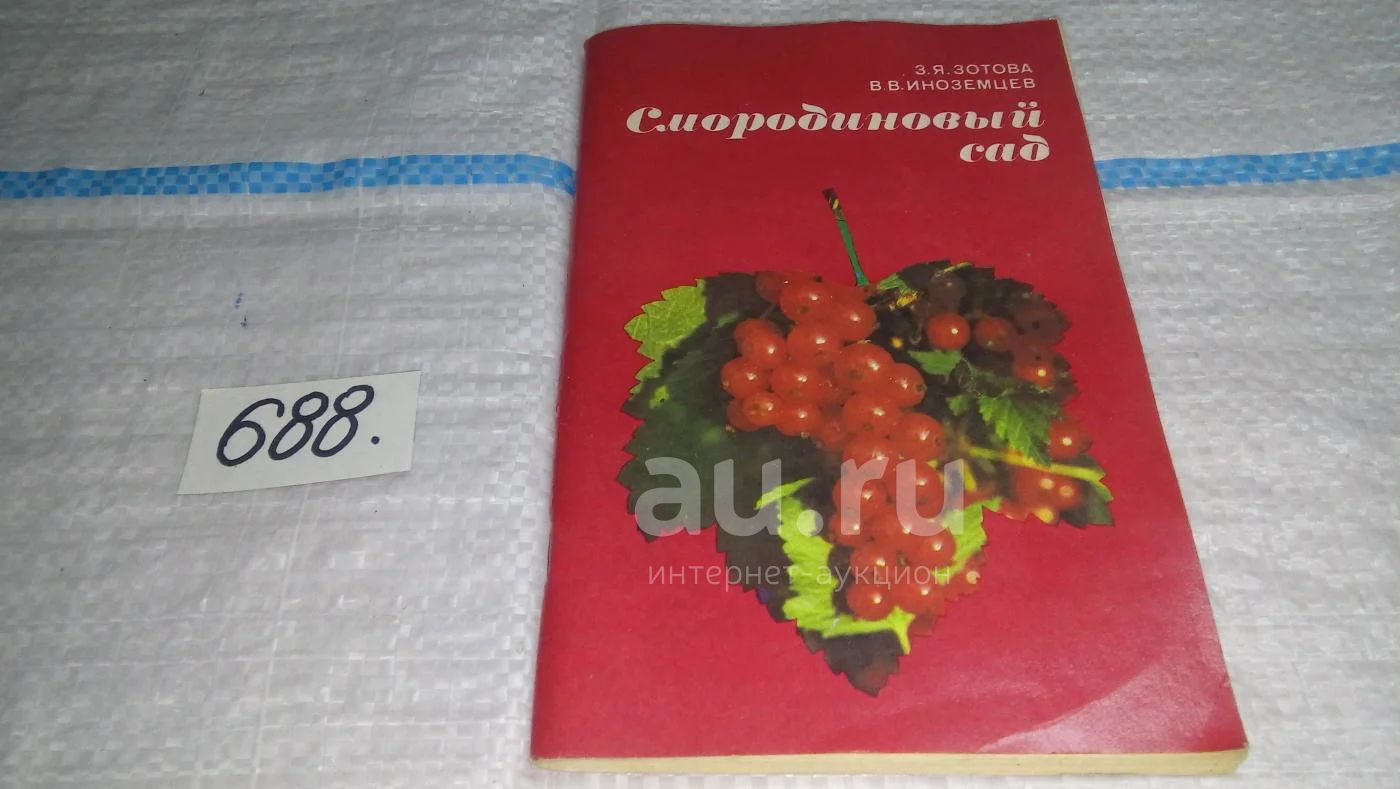 З.Я.ЗОТОВА
В.В.ИНОЗЕМЦЕВ
Смородиновый
сад
688.
au.ru
интернет-аукцион